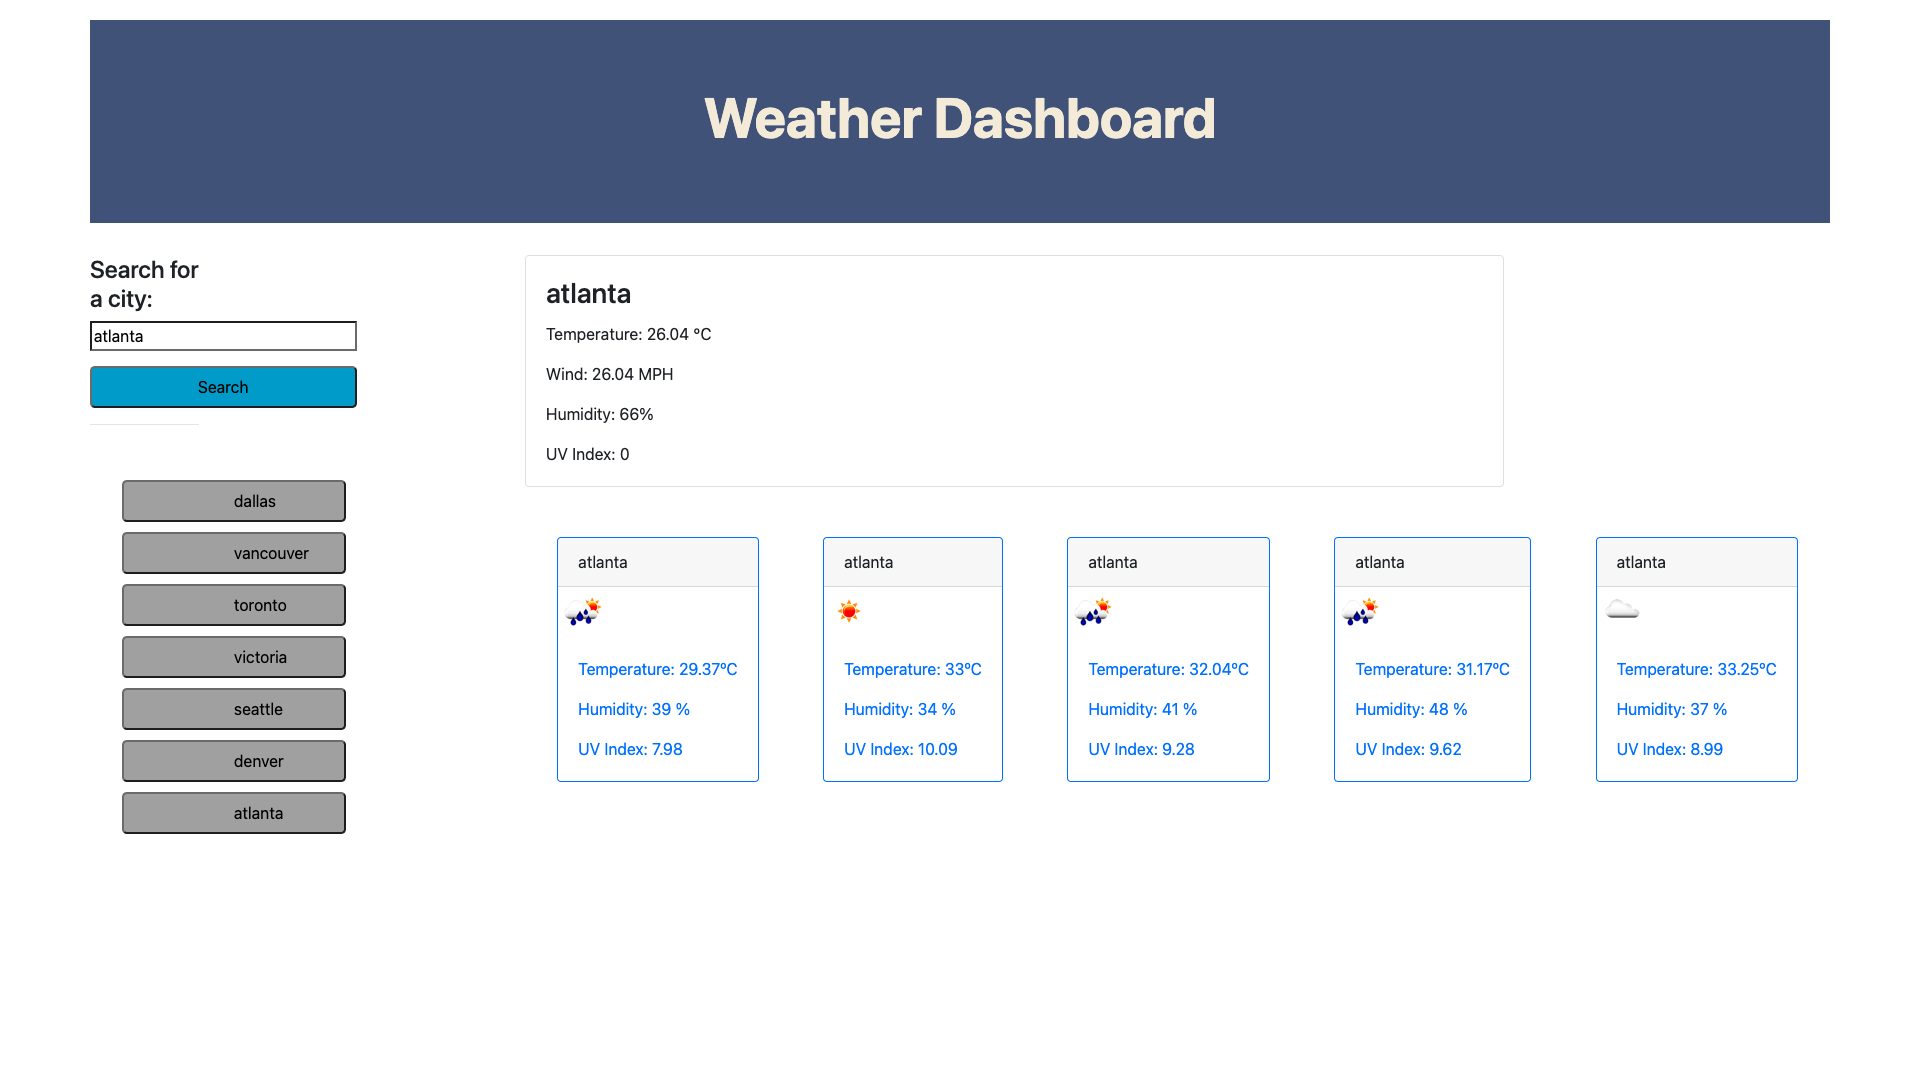 Weather Dashboard
Search for
a city:
atlanta
Search
dallas
vancouver
toronto
victoria
seattle
denver
atlanta
atlanta
Temperature: 26.04 °C
Wind: 26.04 MPH
Humidity: 66%
UV Index: 0
atlanta
Temperature: 29.37°C
Humidity: 39 %
UV Index: 7.98
atlanta
Temperature: 33°C
Humidity: 34 %
UV Index: 10.09
atlanta
Temperature: 32.04°C
Humidity: 41 %
UV Index: 9.28
atlanta
Temperature: 31.17°C
Humidity: 48 %
UV Index: 9.62
atlanta
Temperature: 33.25°C
Humidity: 37 %
UV Index: 8.99